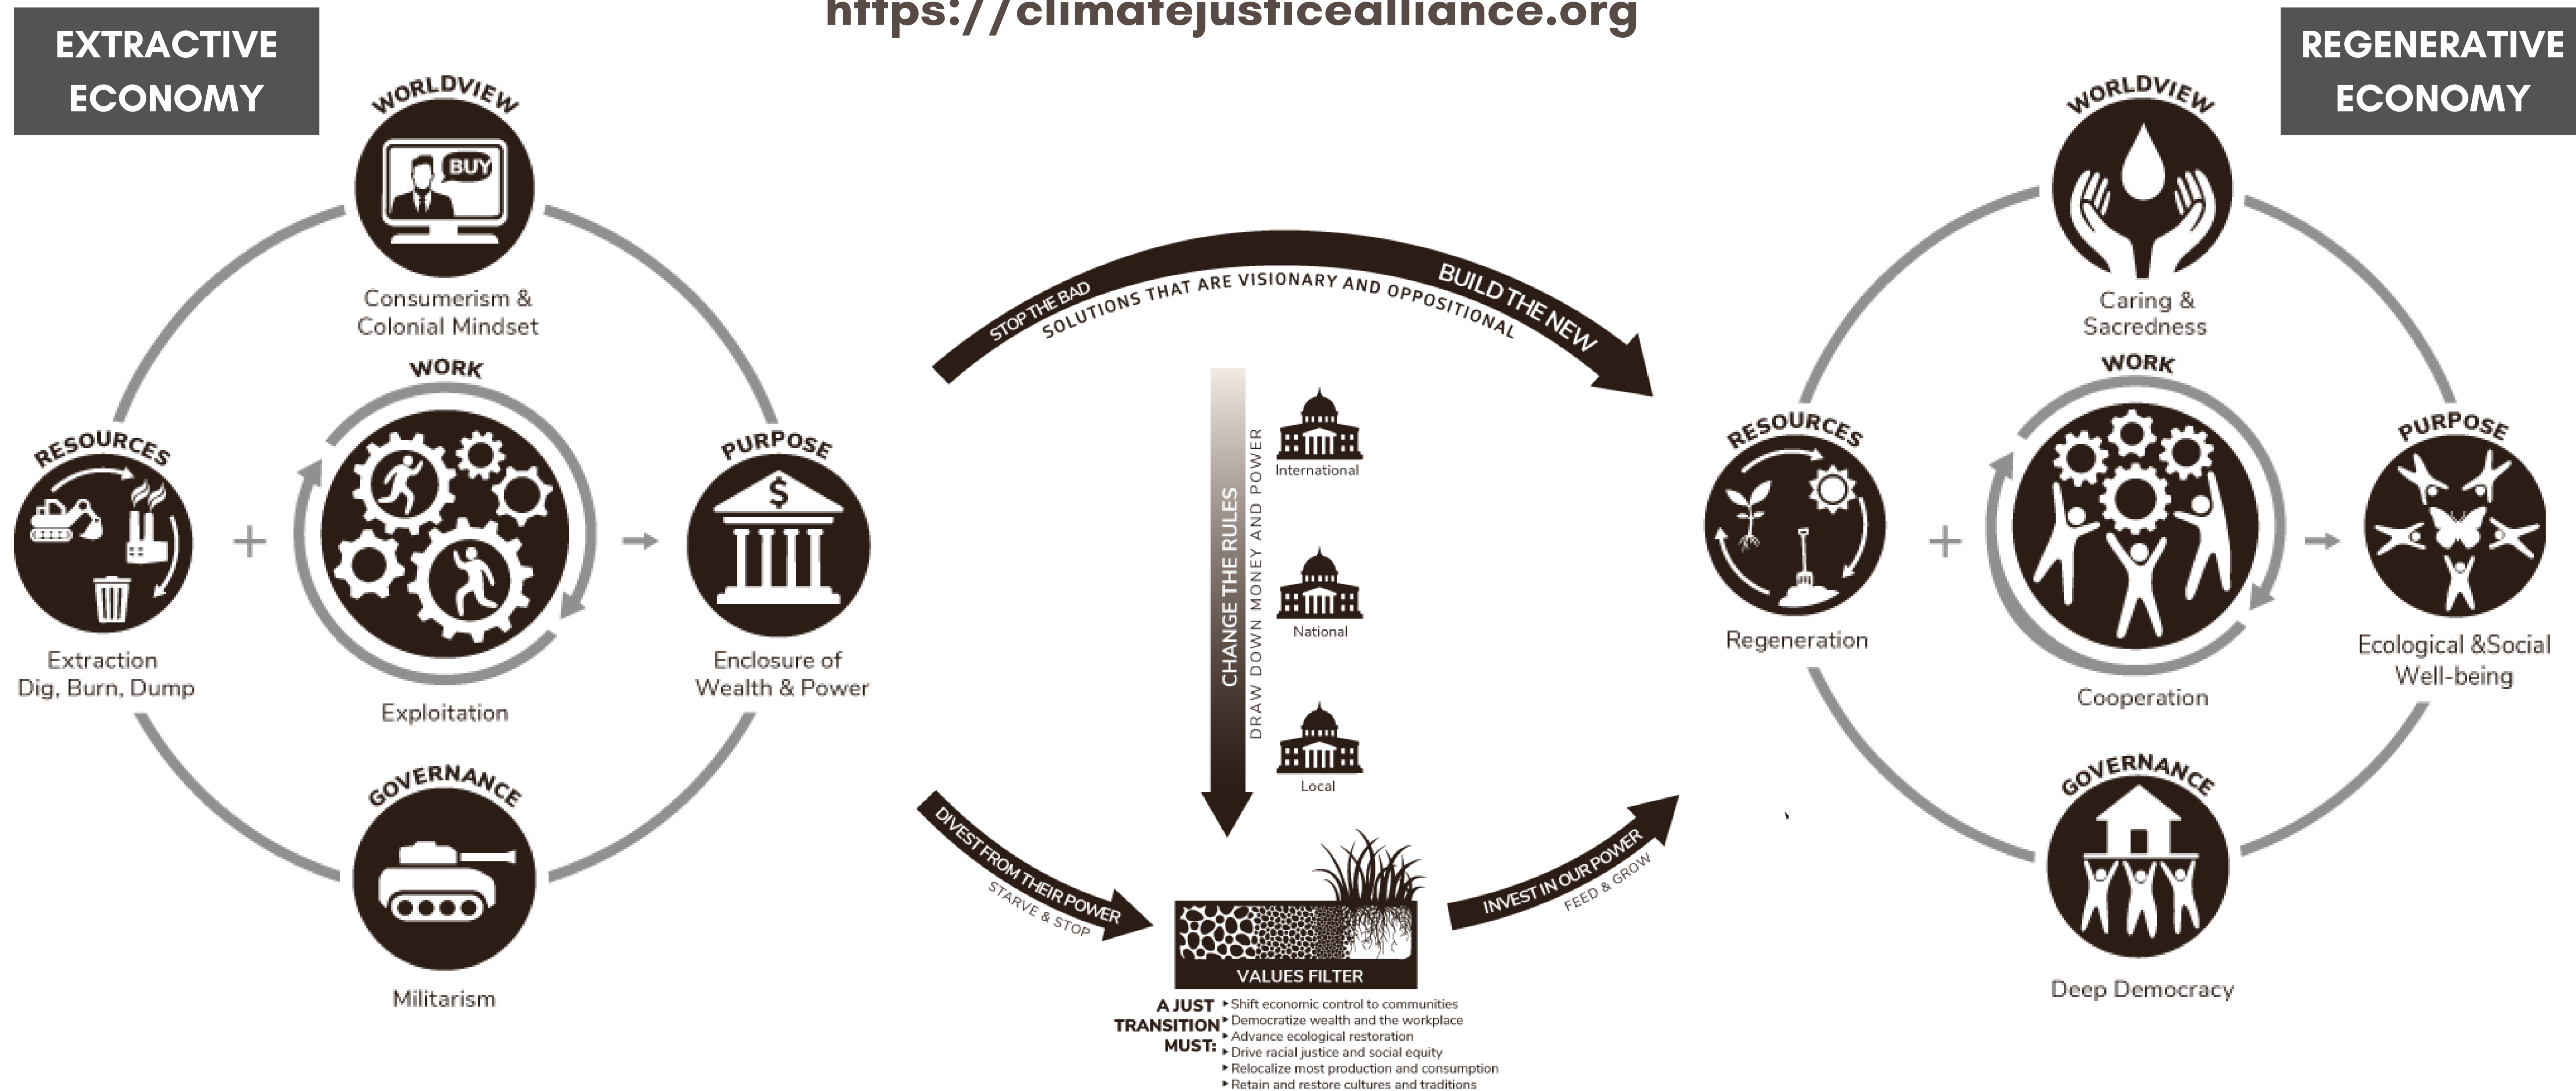 https://climatejusticealliance.org
EXTRACTIVE
ECONOMY
WORLDVIEW
BUY
Consumerism &
Colonial Mindset
WORK
RESOURCES
PURPOSE
$
Extraction
Dig, Burn, Dump
Exploitation
Enclosure of
Wealth & Power
GOVERNANCE
Militarism
STOP THE BAD
BUILD THE NEW
SOLUTIONS THAT ARE VISIONARY AND OPPOSITIONAL
CHANGE THE RULES
DRAW DOWN MONEY AND POWER
International
National
Local
DIVEST FROM THEIR POWER
STARVE & STOP
INVEST IN OUR POWER
FEED & GROW
VALUES FILTER
A JUST
TRANSITION
MUST:
▸ Shift economic control to communities
▸ Democratize wealth and the workplace
▸ Advance ecological restoration
▸ Drive racial justice and social equity
▸ Relocalize most production and consumption
▸ Retain and restore cultures and traditions
REGENERATIVE
ECONOMY
WORLDVIEW
Caring &
Sacredness
WORK
RESOURCES
PURPOSE
Regeneration
Cooperation
Ecological &Social
Well-being
GOVERNANCE
Deep Democracy